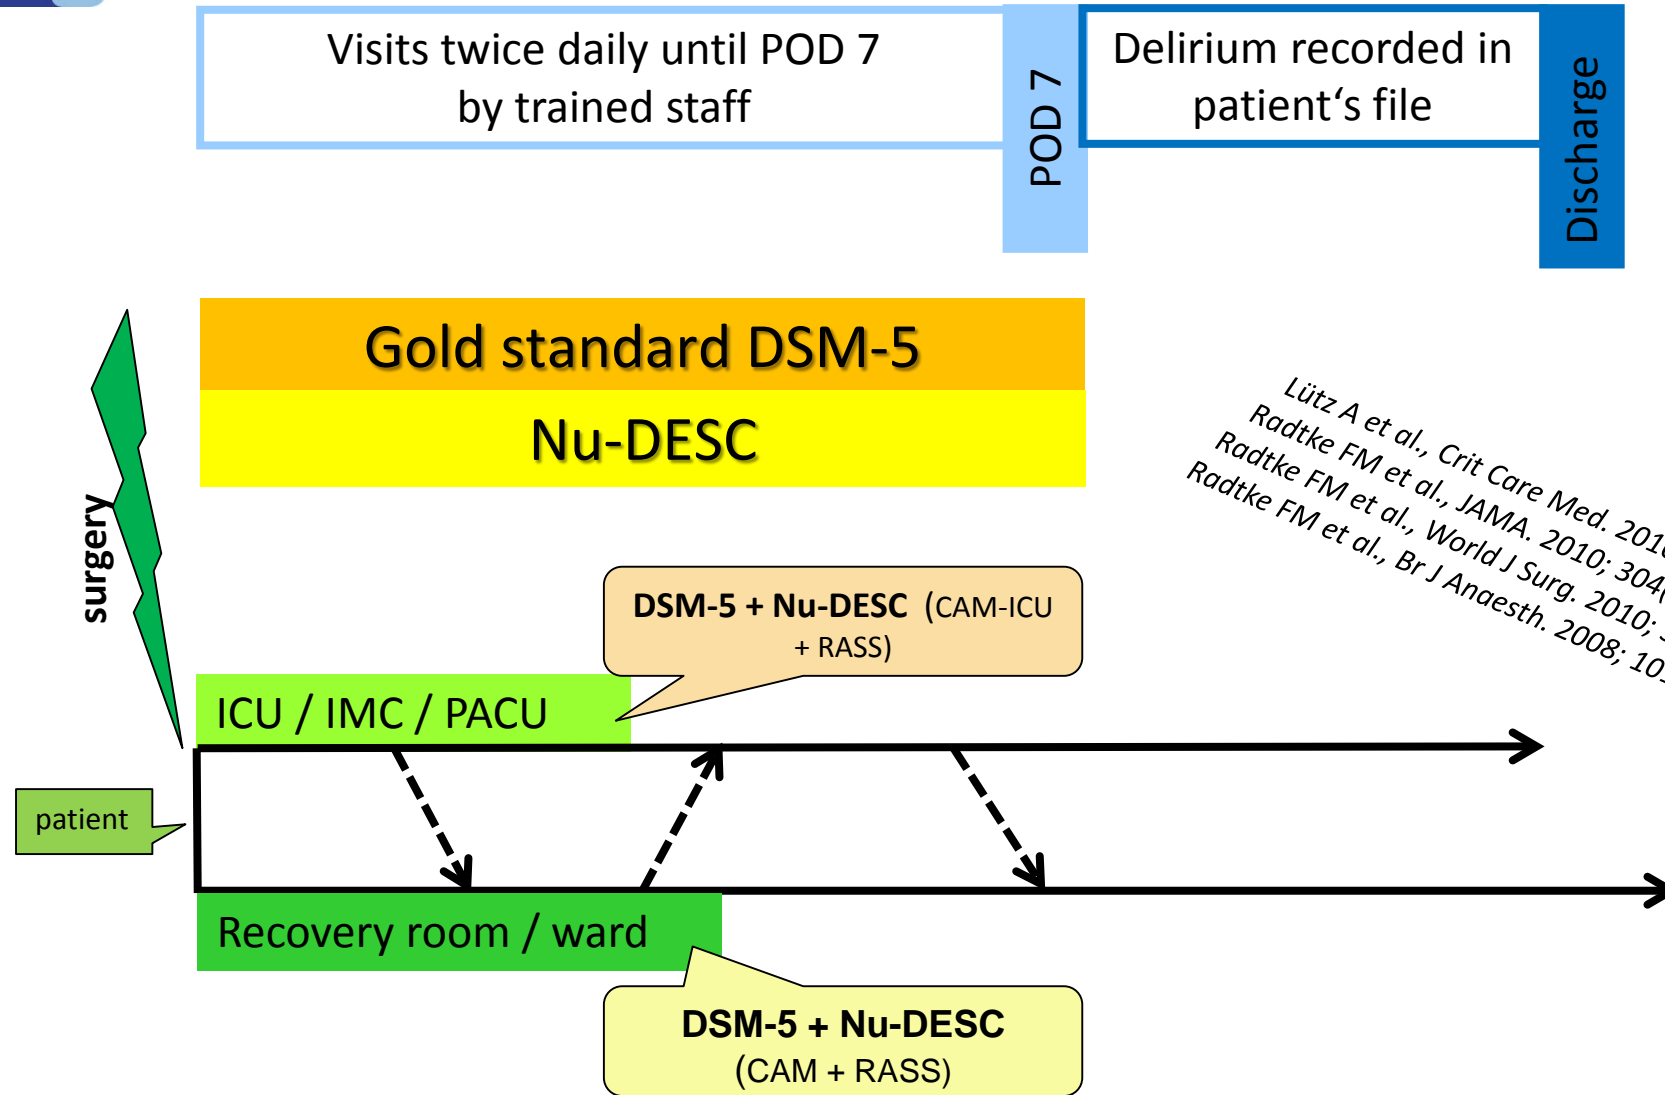 Visits twice daily until POD 7
by trained staff
POD 7
Delirium recorded in
patient‘s file
Discharge
Gold standard DSM-5
Nu-DESC
Lütz A et al., Crit Care Med. 2010
Radtke FM et al., JAMA. 2010; 304(
Radtke FM et al., World J Surg. 2010;
Radtke FM et al., Br J Anaesth. 2008; 101
surgery
DSM-5 + Nu-DESC (CAM-ICU
+ RASS)
ICU / IMC / PACU
patient
Recovery room / ward
DSM-5 + Nu-DESC
(CAM + RASS)